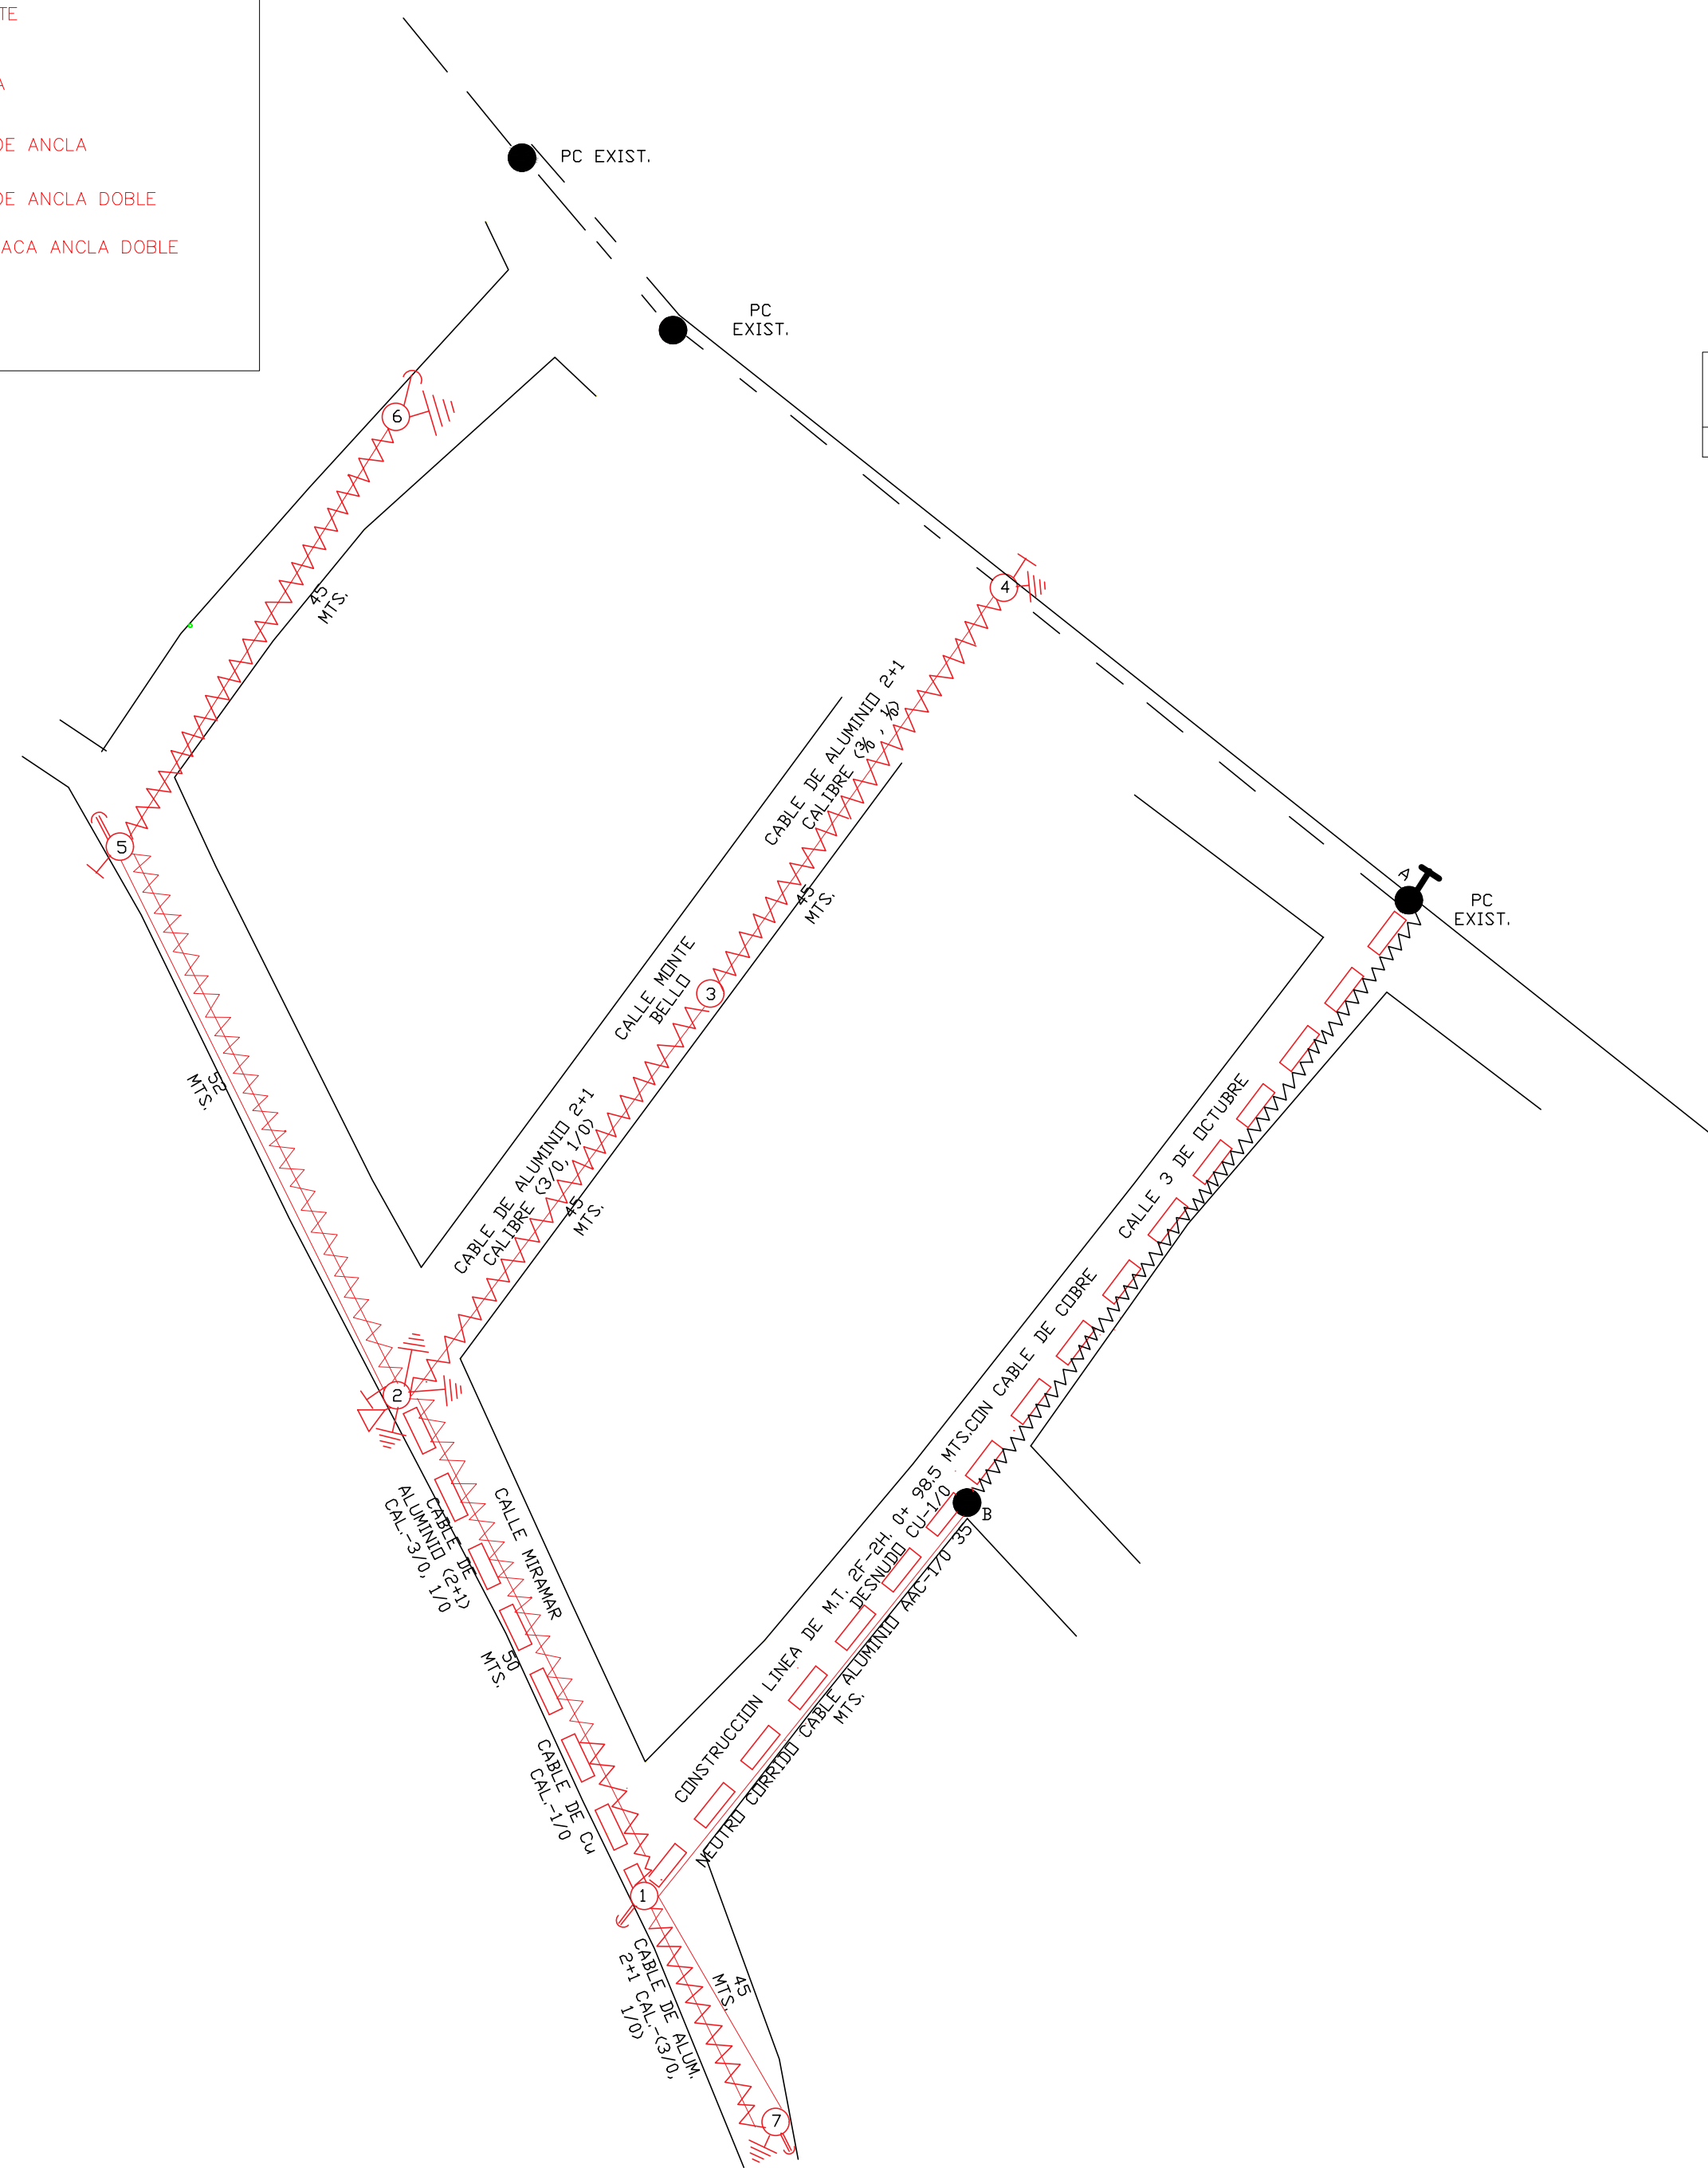 TE
A
DE ANCLA
DE ANCLA DOBLE
ACA ANCLA DOBLE
PC EXIST.
PC
EXIST.
6
45
MTS.
4
CABLE DE ALUMINIO 2+1
CALIBRE (3/0 , 1/0)
45
MTS.
5
A
PC
EXIST.
3
CALLE MONTE
BELLO
52
MTS.
CABLE DE ALUMINIO 2+1
CALIBRE (3/0, 1/0)
45
MTS.
CALLE 3 DE OCTUBRE
2
CONSTRUCCION LINEA DE M.T. 2F-2H. 0+ 98.5 MTS.CON CABLE DE COBRE
DESNUDO CU-1/0
B
NEUTRO CORRIDO CABLE ALUMINIO AAC-1/0 35
MTS.
CALLE MIRAMAR
CABLE DE
ALUMINIO (2+1)
CAL.-3/0, 1/0
50
MTS.
CABLE DE Cu
CAL.-1/0
1
45
MTS.
CABLE DE ALUM.
2+1 CAL.-(3/0,
1/0)
7